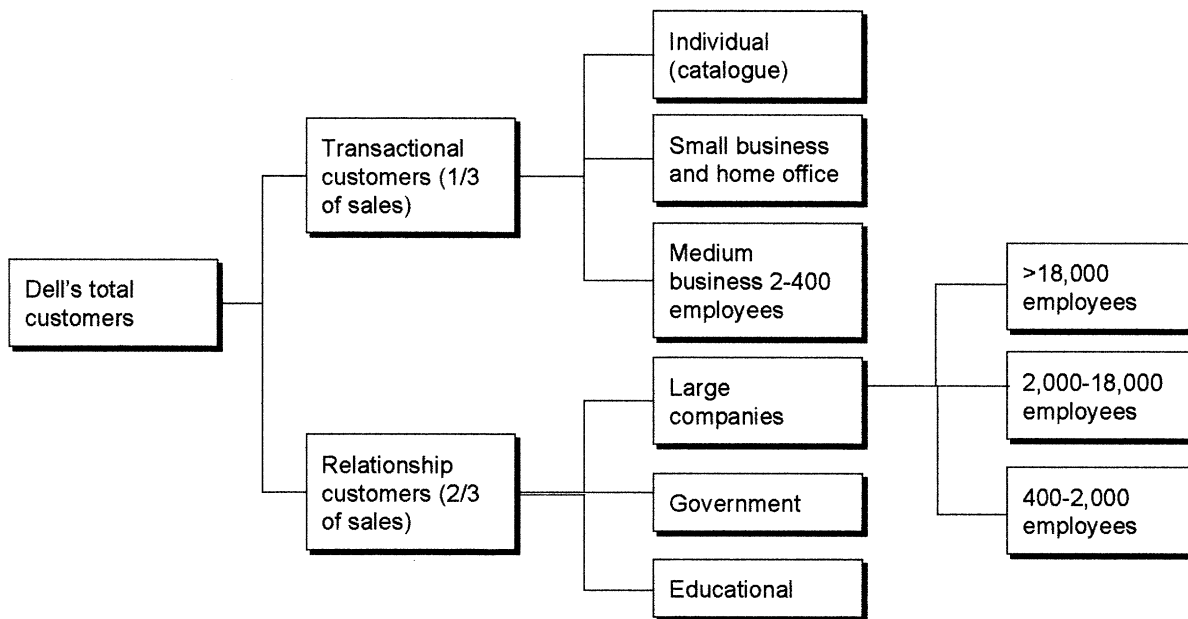 Dell's total
customers
Transactional
customers (1/3
of sales)
Relationship
customers (2/3
of sales)
Individual
(catalogue)
Small business
and home office
Medium
business 2-400
employees
Large
companies
Government
Educational
>18,000
employees
2,000-18,000
employees
400-2,000
employees